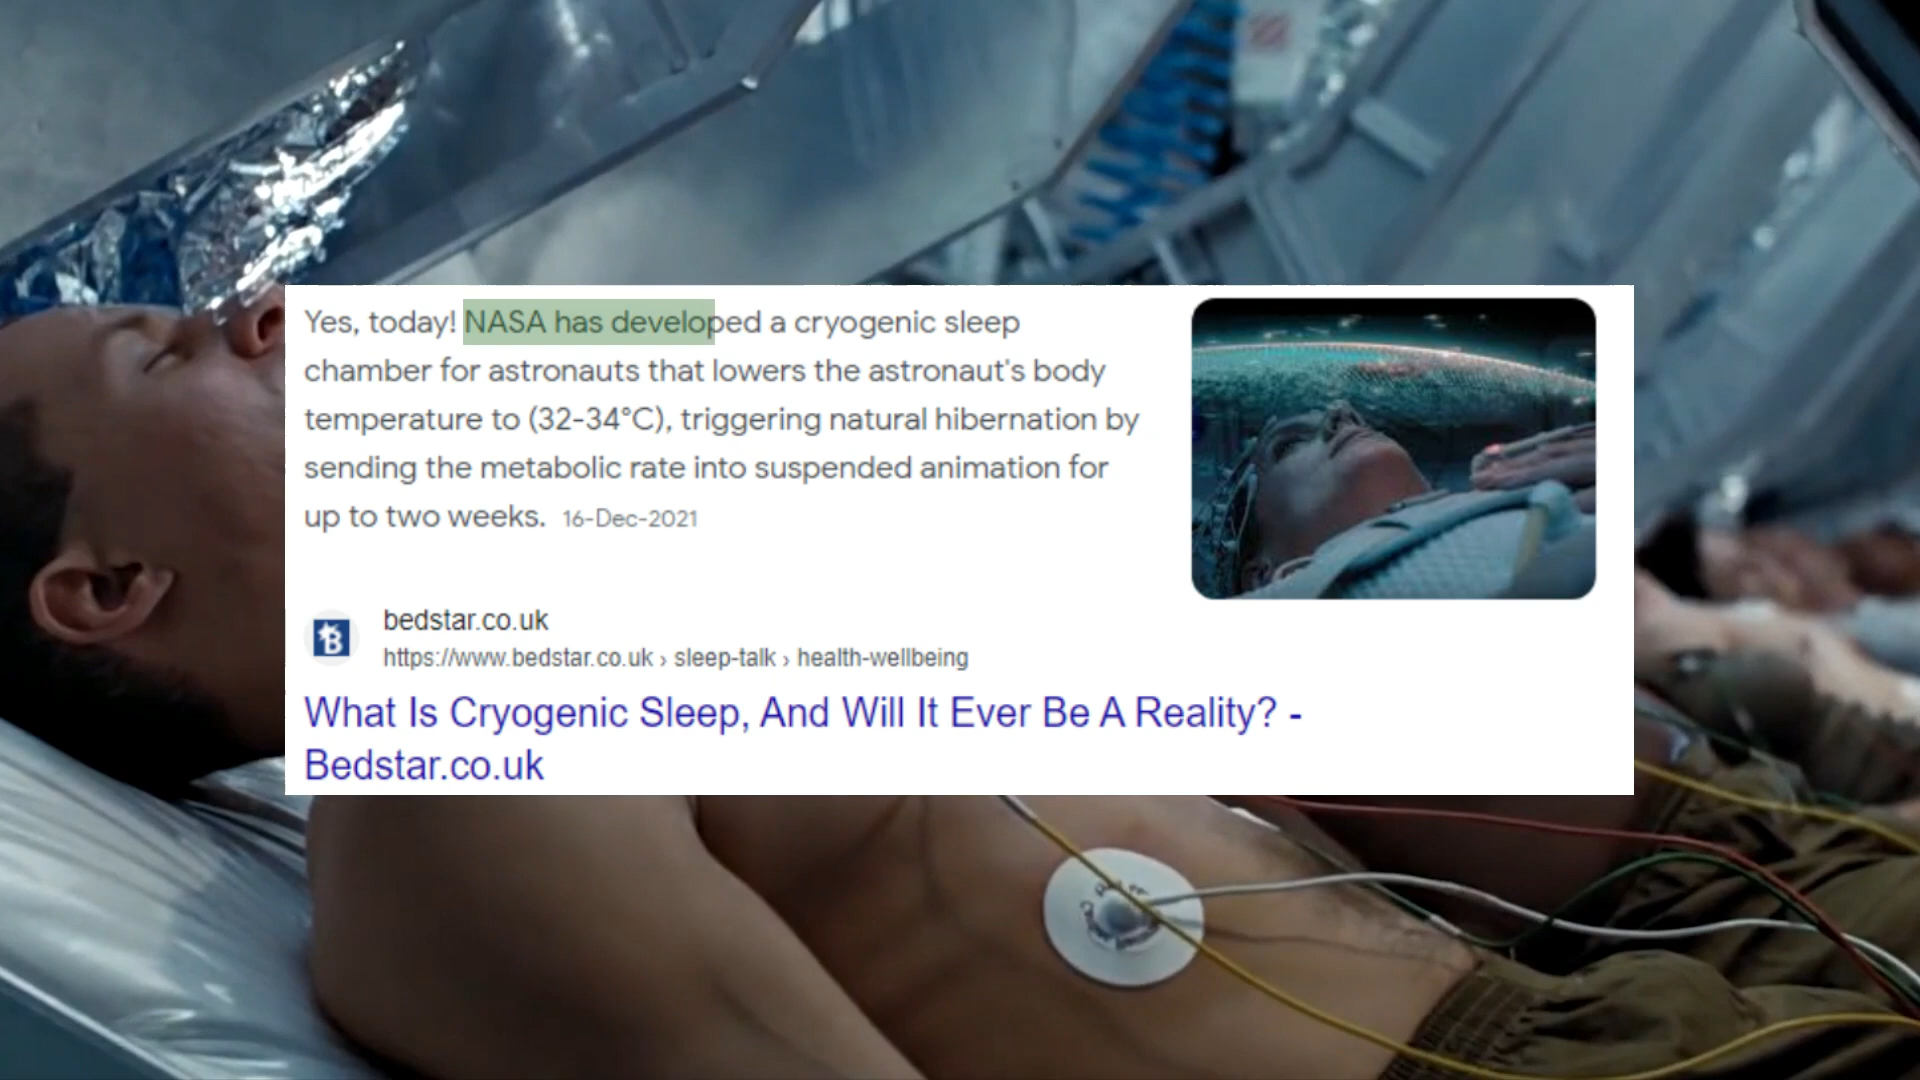 Yes, today! NASA has developed a cryogenic sleep
chamber for astronauts that lowers the astronaut's body
temperature to (32-34°C), triggering natural hibernation by
sending the metabolic rate into suspended animation for
up to two weeks. 16-Dec-2021
B
bedstar.co.uk
https://www.bedstar.co.uk › sleep-talk › health-wellbeing
What Is Cryogenic Sleep, And Will It Ever Be A Reality? -
Bedstar.co.uk